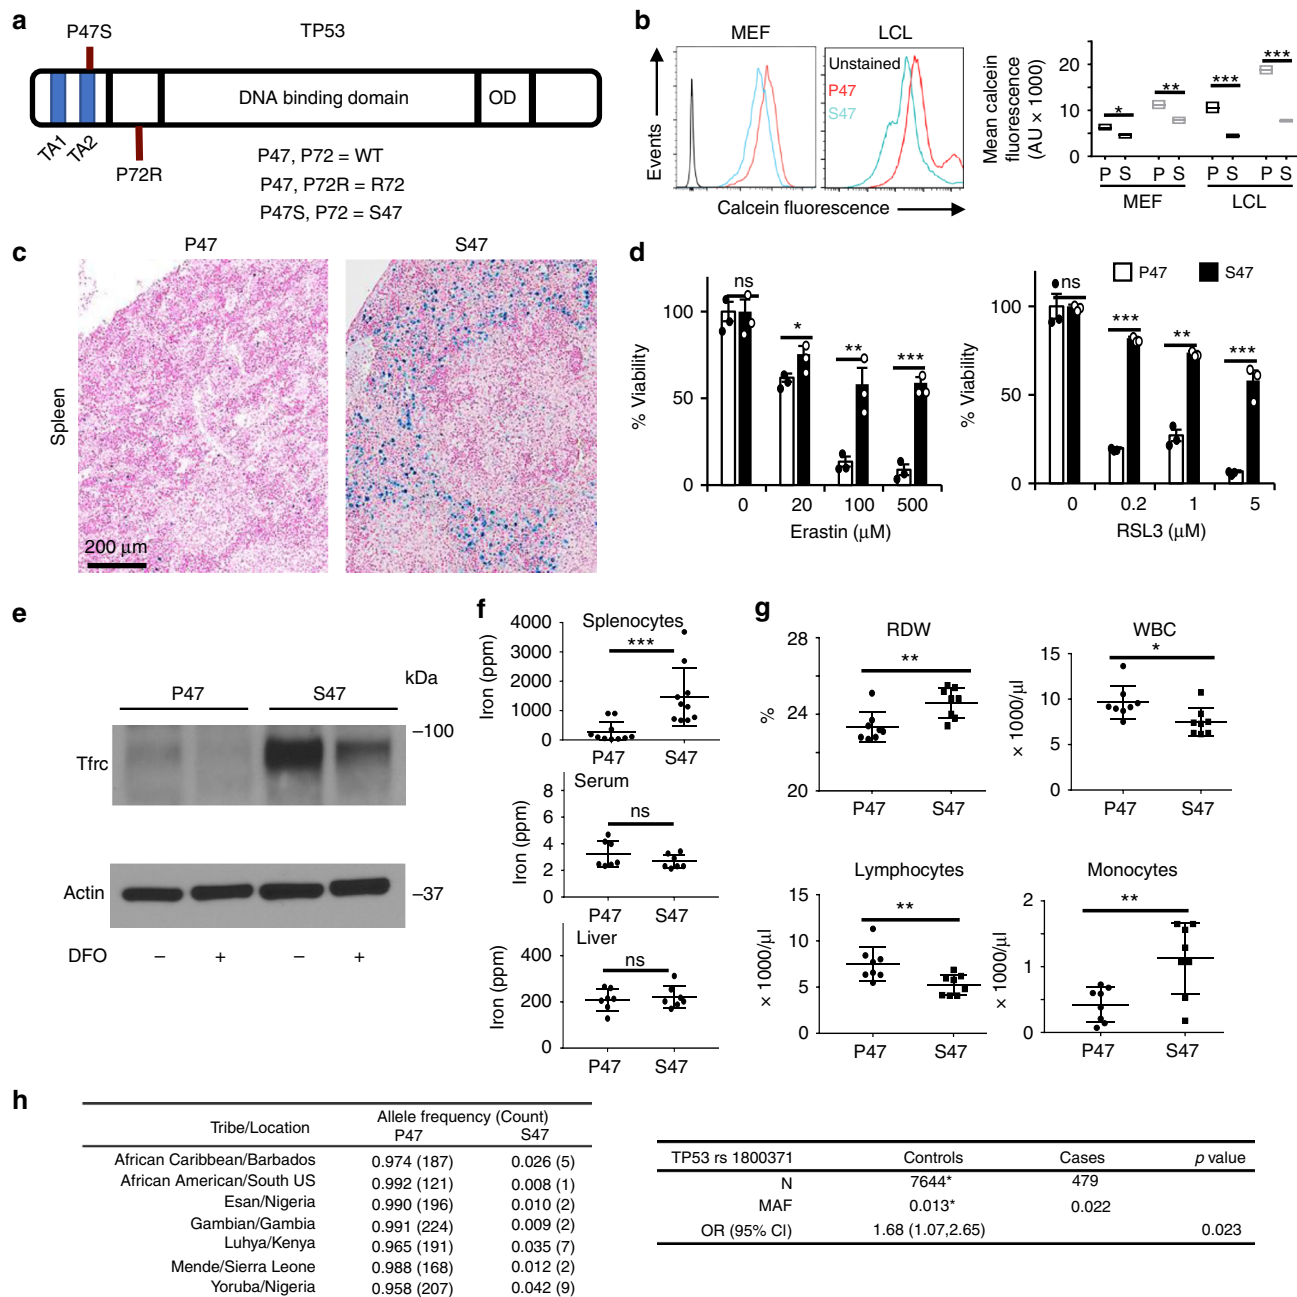 a
P47S
TP53
DNA binding domain
OD
TA1
TA2
P72R
P47, P72 = WT
P47, P72R = R72
P47S, P72 = S47
b
MEF
LCL
Unstained
P47
S47
Events
Calcein fluorescence
Mean calcein
fluorescence
(AU × 1000)
20
10
0
*
**
***
***
P S P S P S P S
MEF
LCL
c
P47
S47
Spleen
200 µm
d
% Viability
100
50
0
ns
*
**
***
0 20 100 500
Erastin (µM)
P47
S47
% Viability
100
50
0
ns
***
**
***
0 0.2 1 5
RSL3 (µM)
e
P47
S47
kDa
–100
Tfrc
Actin
–37
DFO
– + – +
f
Splenocytes
Iron (ppm)
4000
3000
2000
1000
0
***
P47 S47
Serum
Iron (ppm)
8
6
4
2
0
ns
P47 S47
Liver
Iron (ppm)
400
200
0
ns
P47 S47
g
RDW
%
28
24
20
**
P47 S47
WBC
× 1000/µl
15
10
5
0
*
P47 S47
Lymphocytes
× 1000/µl
15
10
5
0
**
P47 S47
Monocytes
× 1000/µl
2
1
0
**
P47 S47
h
Tribe/Location
Allele frequency (Count)
P47 S47
African Caribbean/Barbados 0.974 (187) 0.026 (5)
African American/South US 0.992 (121) 0.008 (1)
Esan/Nigeria 0.990 (196) 0.010 (2)
Gambian/Gambia 0.991 (224) 0.009 (2)
Luhya/Kenya 0.965 (191) 0.035 (7)
Mende/Sierra Leone 0.988 (168) 0.012 (2)
Yoruba/Nigeria 0.958 (207) 0.042 (9)
TP53 rs 1800371 Controls Cases p value
N 7644* 479
MAF 0.013* 0.022
OR (95% CI) 1.68 (1.07,2.65) 0.023